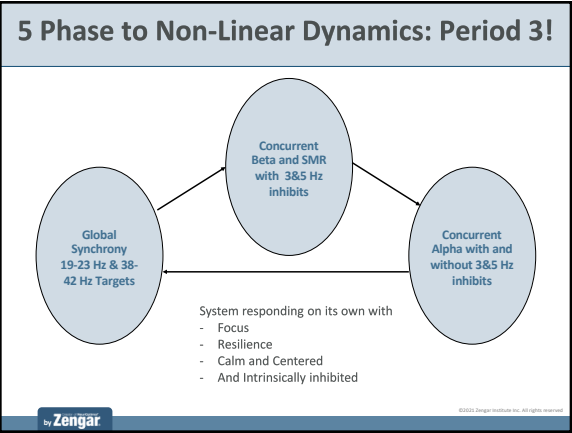 5 Phase to Non-Linear Dynamics: Period 3!
Concurrent
Beta and SMR
with 3&5 Hz
inhibits
Global
Synchrony
19-23 Hz & 38-
42 Hz Targets
Concurrent
Alpha with and
without 3&5 Hz
inhibits
System responding on its own with
- Focus
- Resilience
- Calm and Centered
- And Intrinsically inhibited
©2021 Zengar Institute Inc. All rights reserved
by Zengar